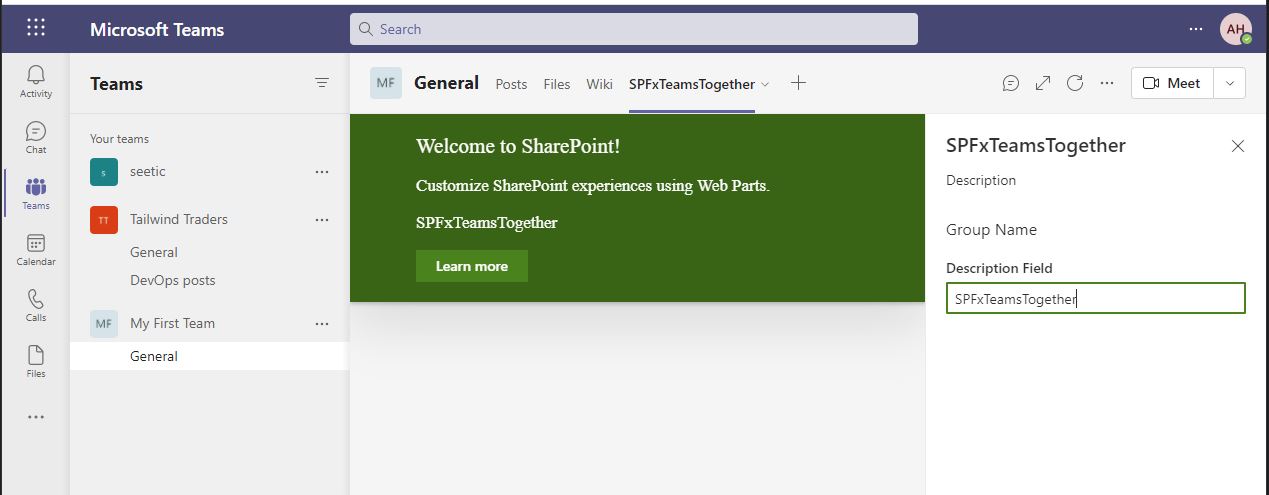 Microsoft Teams
Search
AH
Activity
Chat
Teams
Calendar
Calls
Files
Teams
Your teams
s seetic
TT Tailwind Traders
General
DevOps posts
MF My First Team
General
MF General Posts Files Wiki SPFxTeamsTogether
Meet
Welcome to SharePoint!
Customize SharePoint experiences using Web Parts.
SPFxTeamsTogether
Learn more
SPFxTeamsTogether
Description
Group Name
Description Field
SPFxTeamsTogether